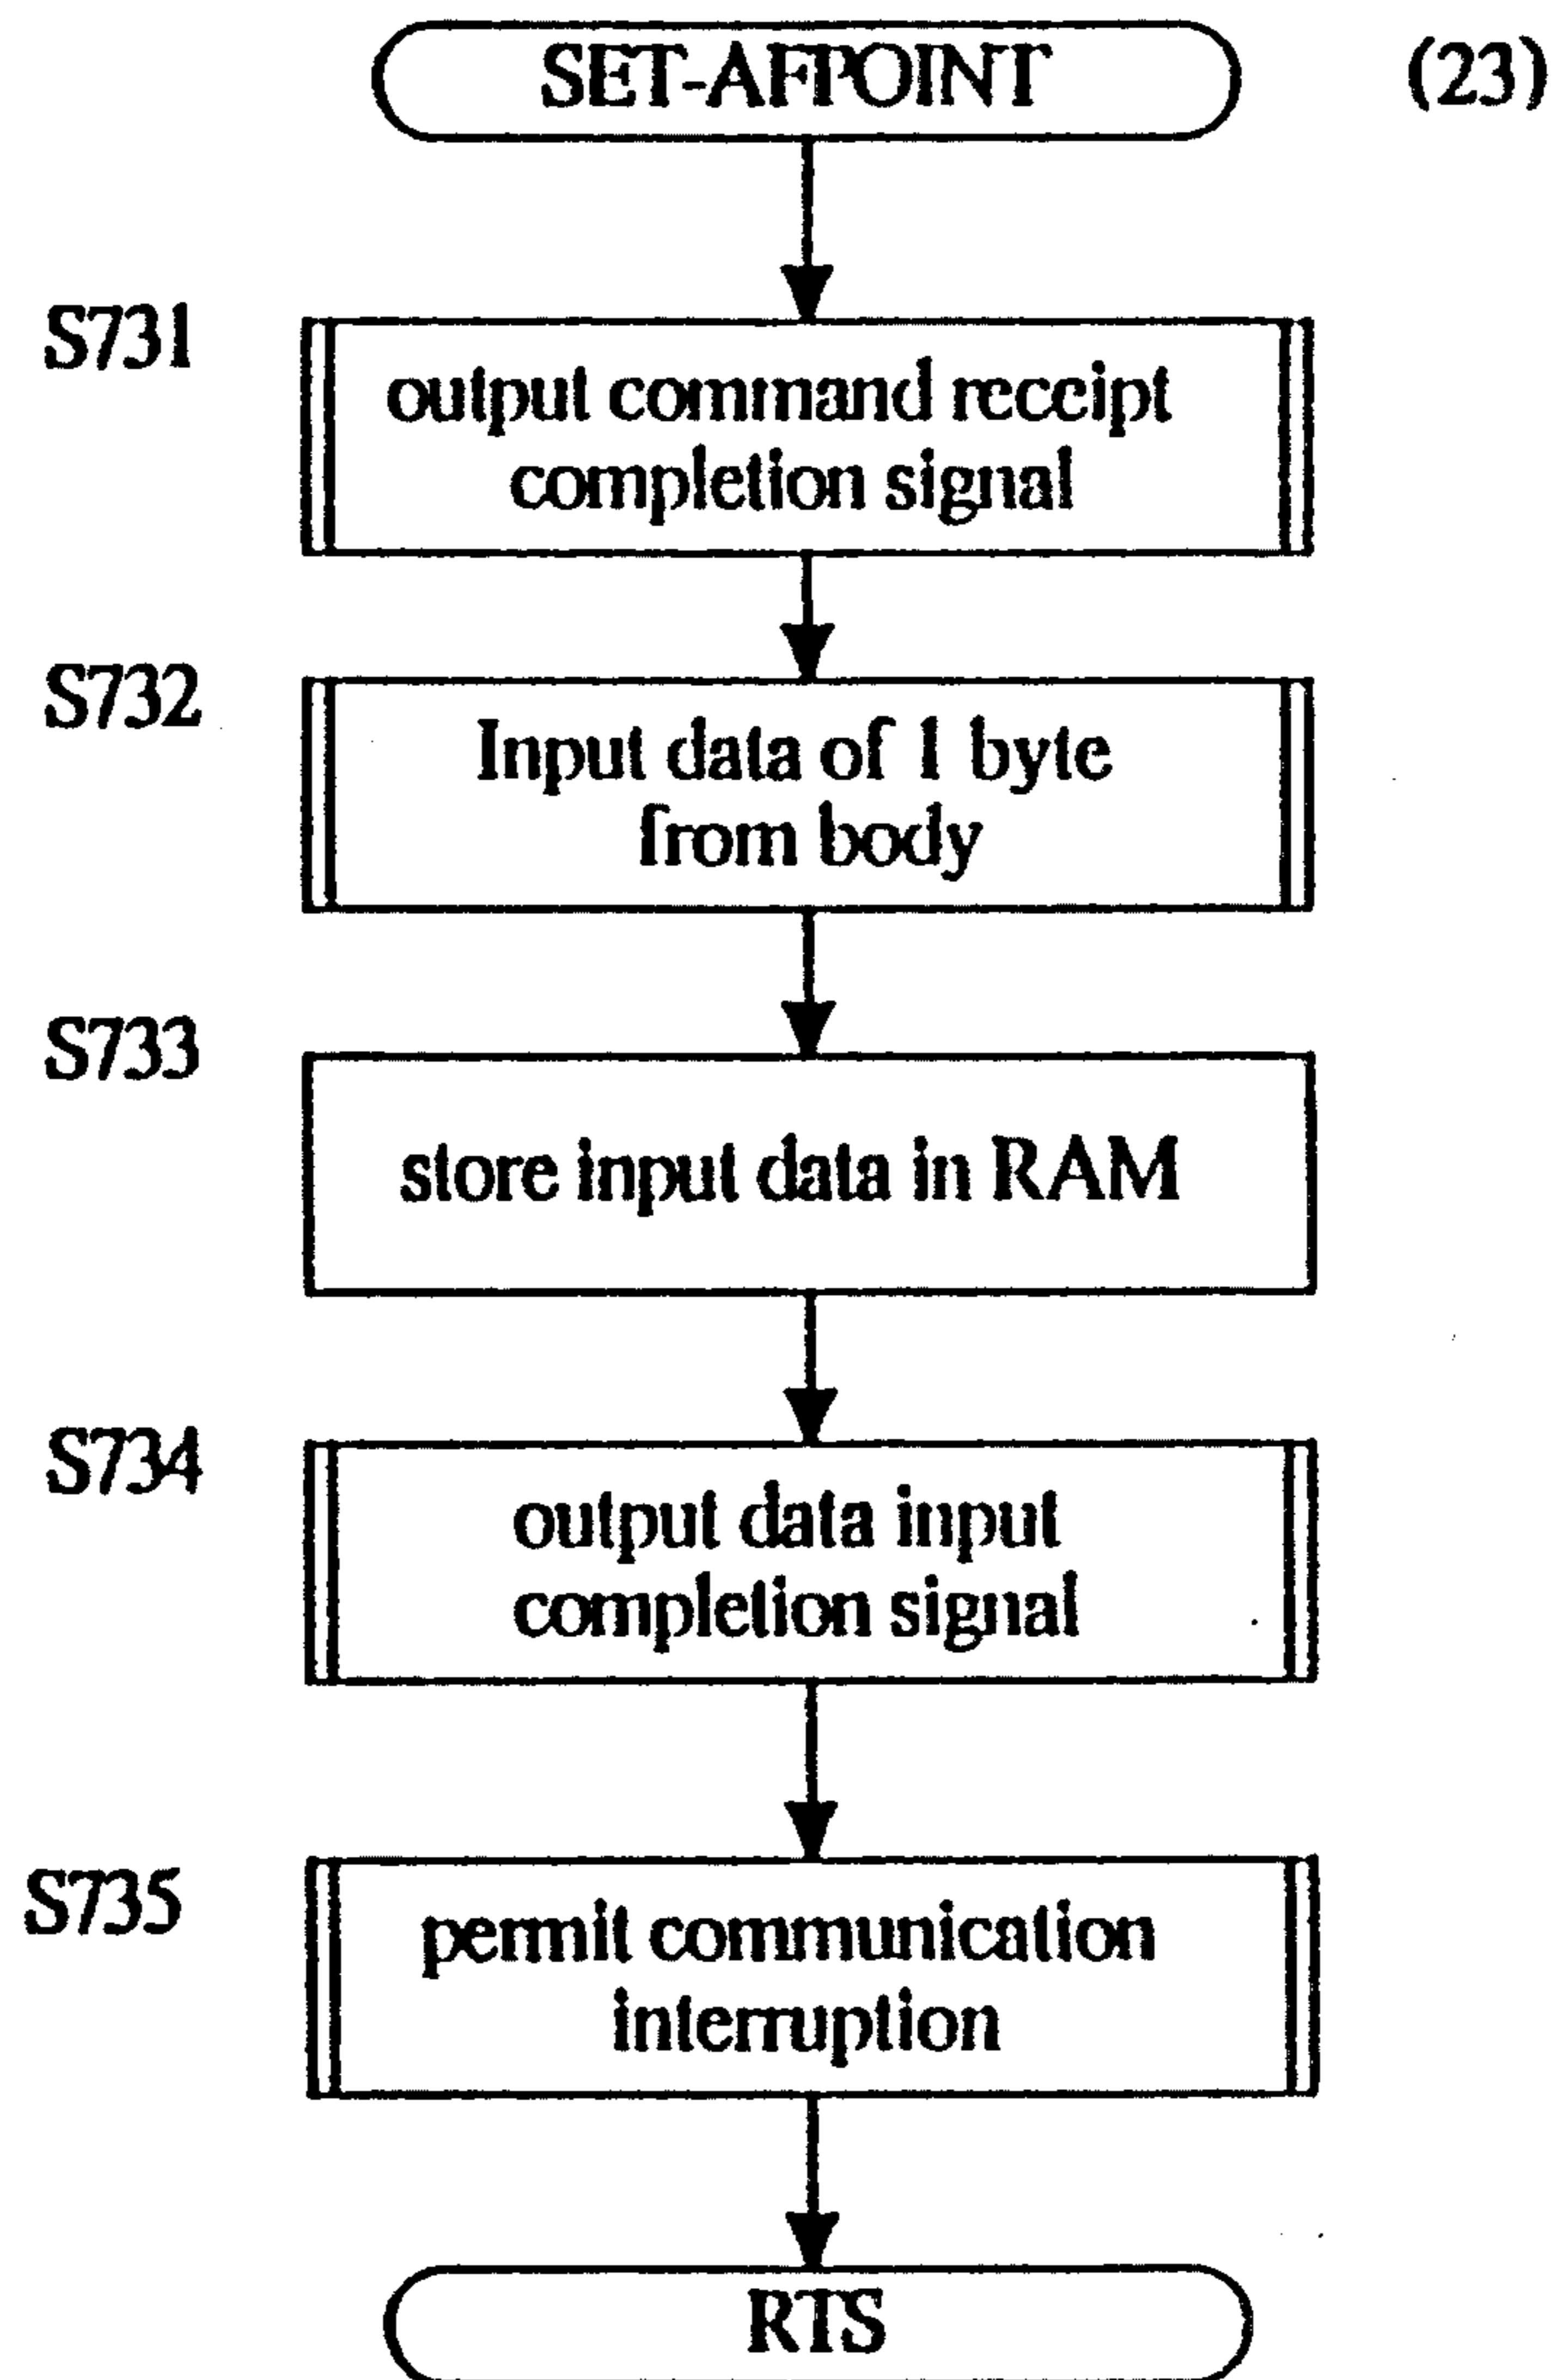 SET-AFPOINT
(23)
S731
output command receipt
completion signal
S732
Input data of 1 byte
from body
S733
store input data in RAM
S734
output data input
completion signal
S735
permit communication
interruption
RTS